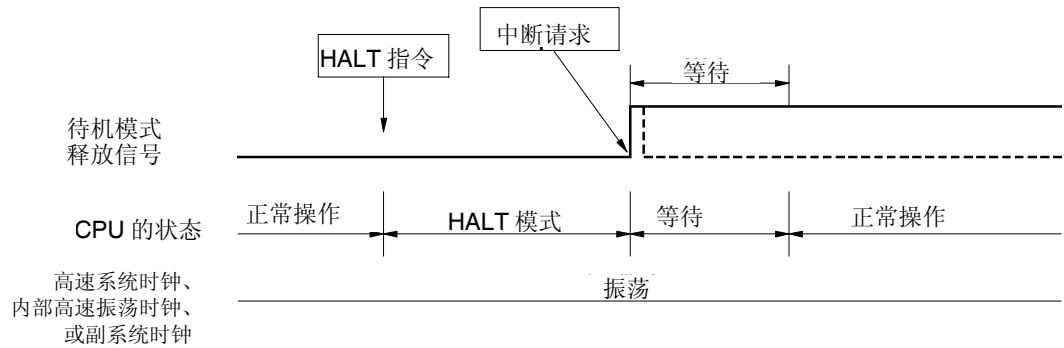 中断请求
HALT 指令
等待
待机模式
释放信号
正常操作
HALT 模式
等待
正常操作
CPU 的状态
高速系统时钟、
内部高速振荡时钟、
或副系统时钟
振荡